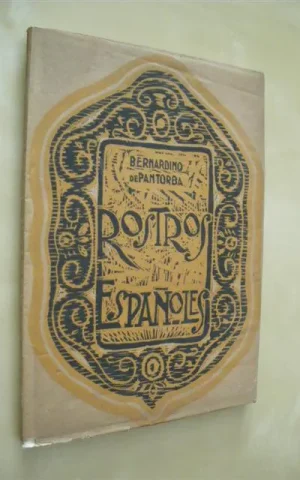 BERNARDINO
DE PANTORBA
ROSTROS
ESPAÑOLES